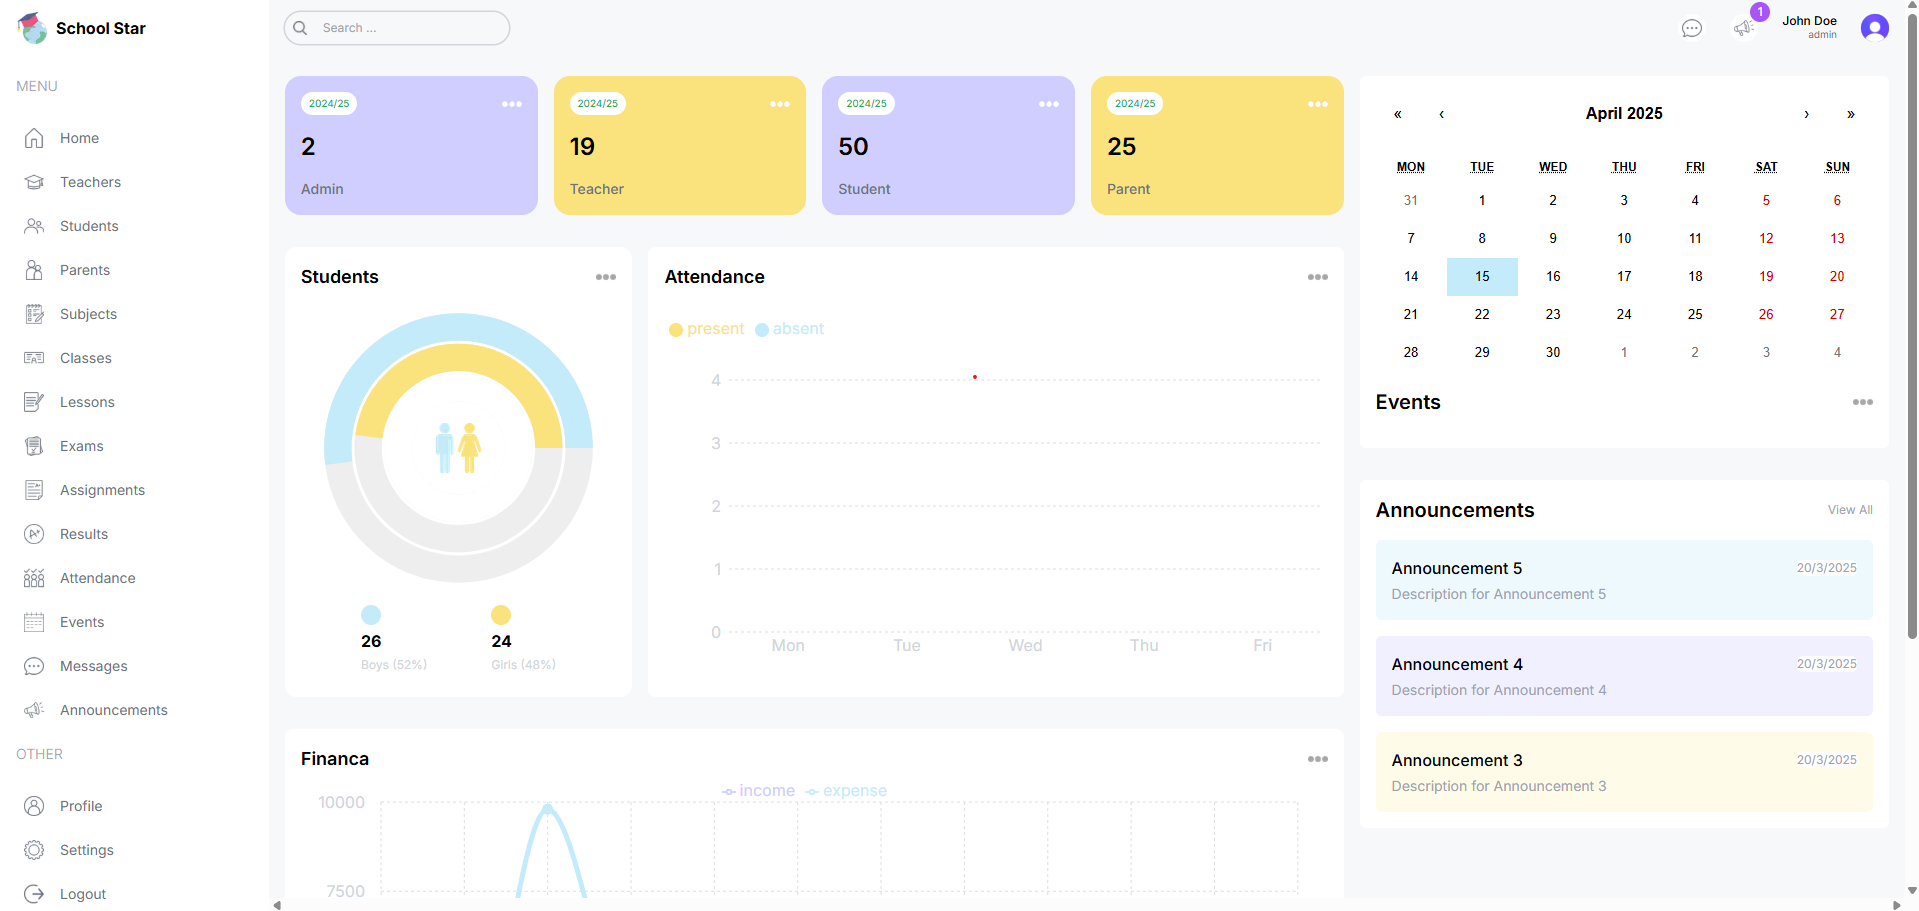 School Star
MENU
Home
Teachers
Students
Parents
Subjects
Classes
Lessons
Exams
Assignments
Results
Attendance
Events
Messages
Announcements
OTHER
Profile
Settings
Logout
Search ...
1
John Doe
admin
2024/25
2
Admin
2024/25
19
Teacher
2024/25
50
Student
2024/25
25
Parent
Students
26
Boys (52%)
24
Girls (48%)
Attendance
present absent
4
3
2
1
0
Mon Tue Wed Thu Fri
Financa
income expense
10000
7500
« ‹ April 2025 › »
MON TUE WED THU FRI SAT SUN
31 1 2 3 4 5 6
7 8 9 10 11 12 13
14 15 16 17 18 19 20
21 22 23 24 25 26 27
28 29 30 1 2 3 4
Events
Announcements
View All
Announcement 5
20/3/2025
Description for Announcement 5
Announcement 4
20/3/2025
Description for Announcement 4
Announcement 3
20/3/2025
Description for Announcement 3